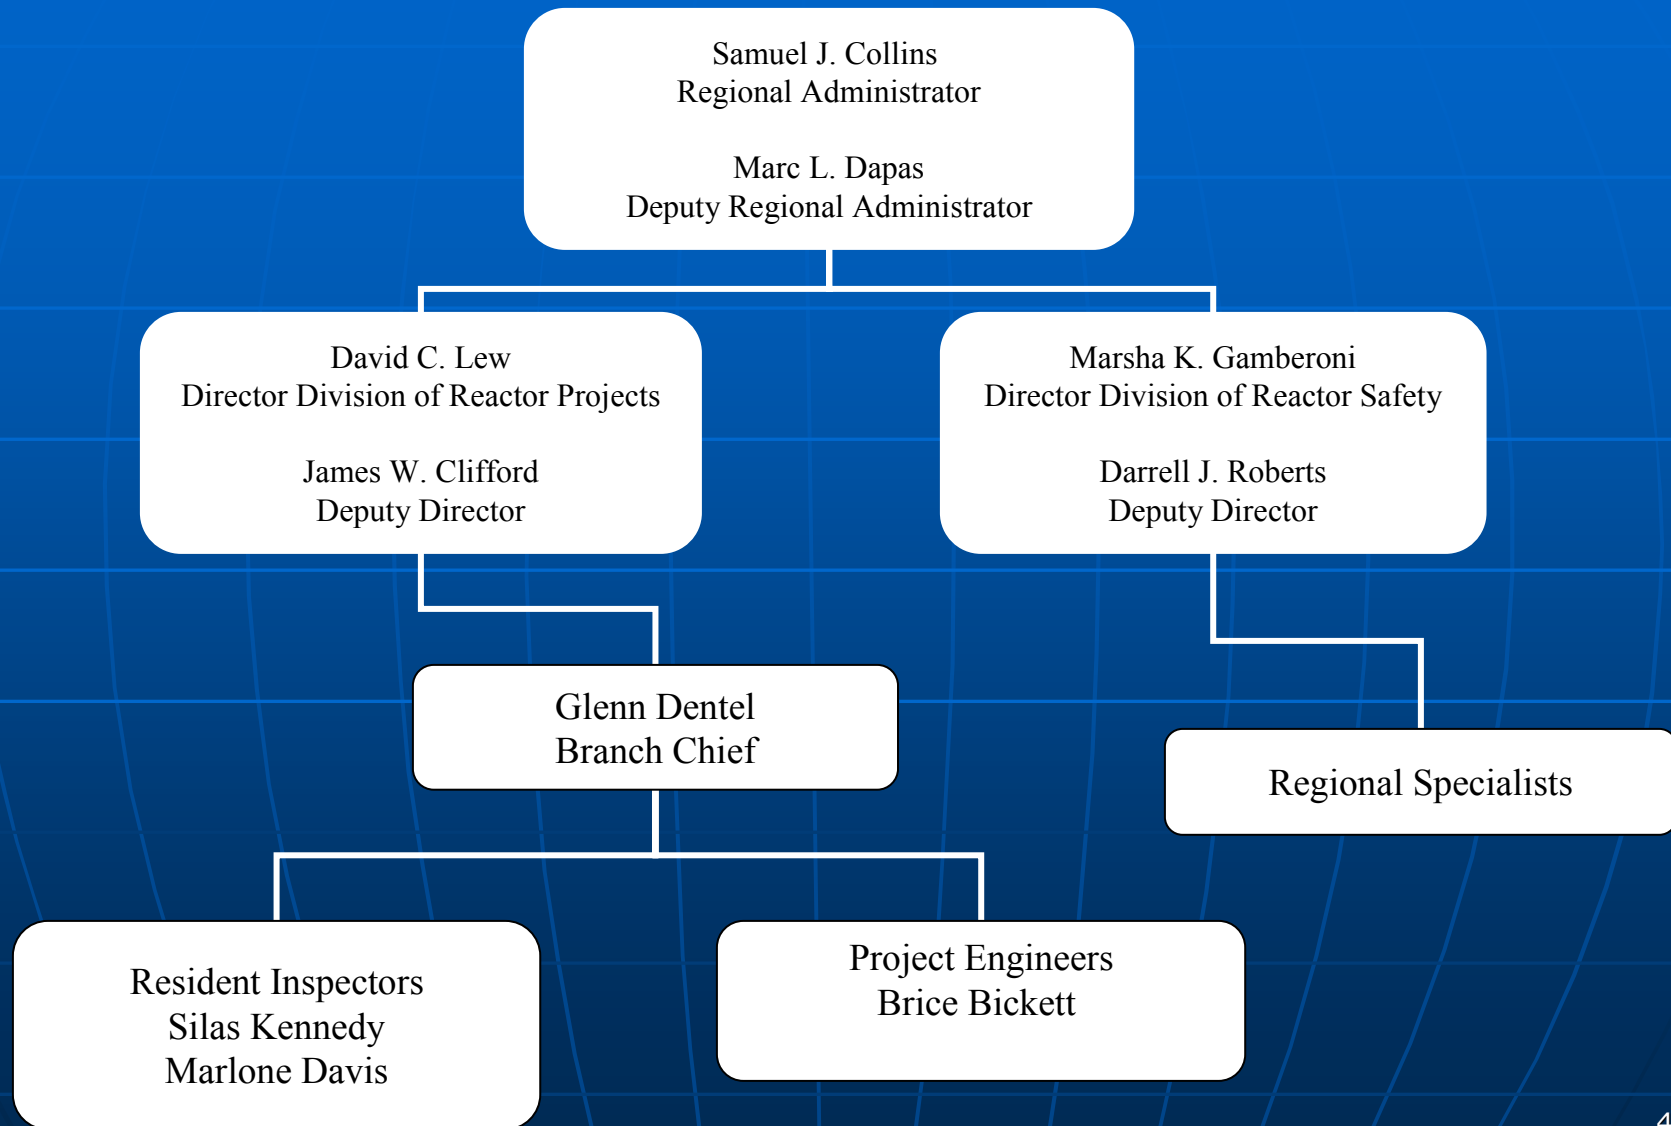 Samuel J. Collins
Regional Administrator
Marc L. Dapas
Deputy Regional Administrator
David C. Lew
Director Division of Reactor Projects
James W. Clifford
Deputy Director
Marsha K. Gamberoni
Director Division of Reactor Safety
Darrell J. Roberts
Deputy Director
Glenn Dentel
Branch Chief
Regional Specialists
Resident Inspectors
Silas Kennedy
Marlone Davis
Project Engineers
Brice Bickett
4